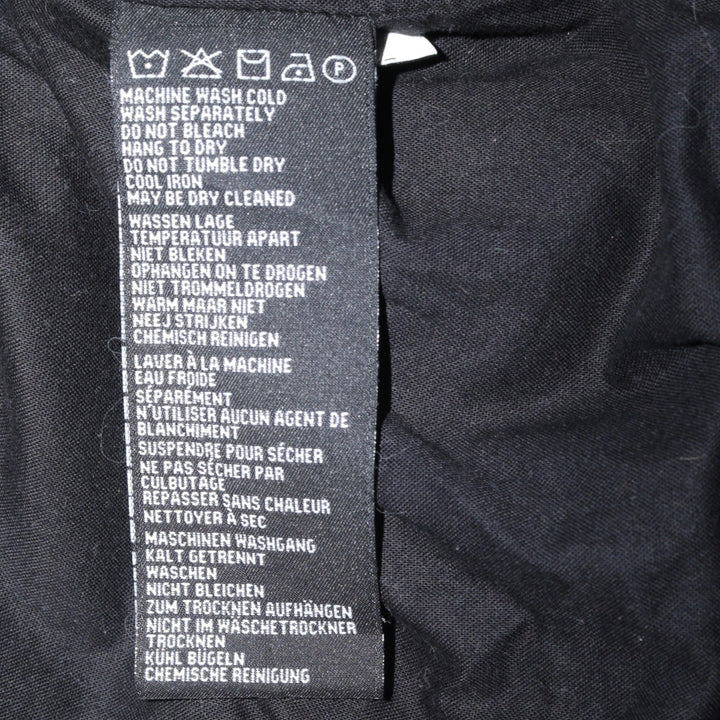 P
MACHINE WASH COLD
WASH SEPARATELY
DO NOT BLEACH
HANG TO DRY
DO NOT TUMBLE DRY
COOL IRON
MAY BE DRY CLEANED
WASSEN LAGE
TEMPERATUUR APART
NIET BLEKEN
OPHANGEN ON TE DROGEN
NIET TROMMELDROGEN
WARM MAAR NIET
NEEJ STRIJKEN
CHEMISCH REINIGEN
LAVER À LA MACHINE
EAU FROIDE
SÉPARÉMENT
N'UTILISER AUCUN AGENT DE
BLANCHIMENT
SUSPENDRE POUR SÉCHER
NE PAS SÉCHER PAR
CULBUTAGE
REPASSER SANS CHALEUR
NETTOYER À SEC
MASCHINEN WASHGANG
KALT GETRENNT
WASCHEN
NICHT BLEICHEN
ZUM TROCKNEN AUFHÄNGEN
NICHT IM WASCHETROCKNER
TROCKNEN
KÜHL BÜGELN
CHEMISCHE REINIGUNG